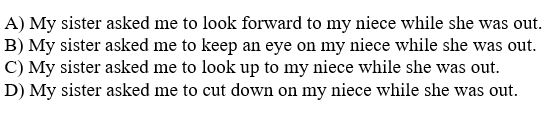 A) My sister asked me to look forward to my niece while she was out.
B) My sister asked me to keep an eye on my niece while she was out.
C) My sister asked me to look up to my niece while she was out.
D) My sister asked me to cut down on my niece while she was out.